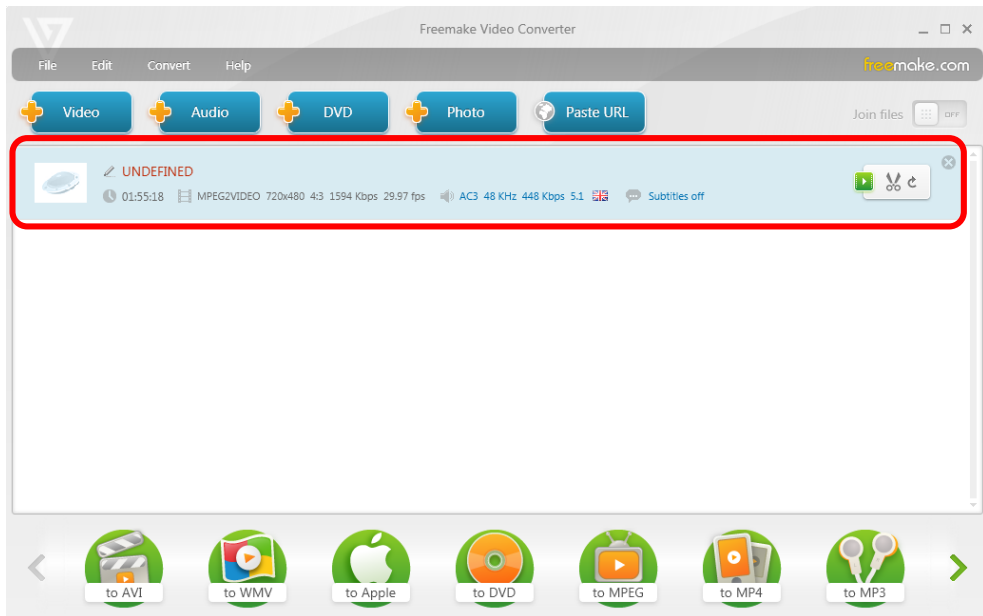 Freemake Video Converter
File Edit Convert Help freemake.com
Video Audio DVD Photo Paste URL Join files OFF
UNDEFINED
01:55:18 MPEG2VIDEO 720x480 4:3 1594 Kbps 29.97 fps AC3 48 KHz 448 Kbps 5.1 Subtitles off
to AVI to WMV to Apple to DVD to MPEG to MP4 to MP3